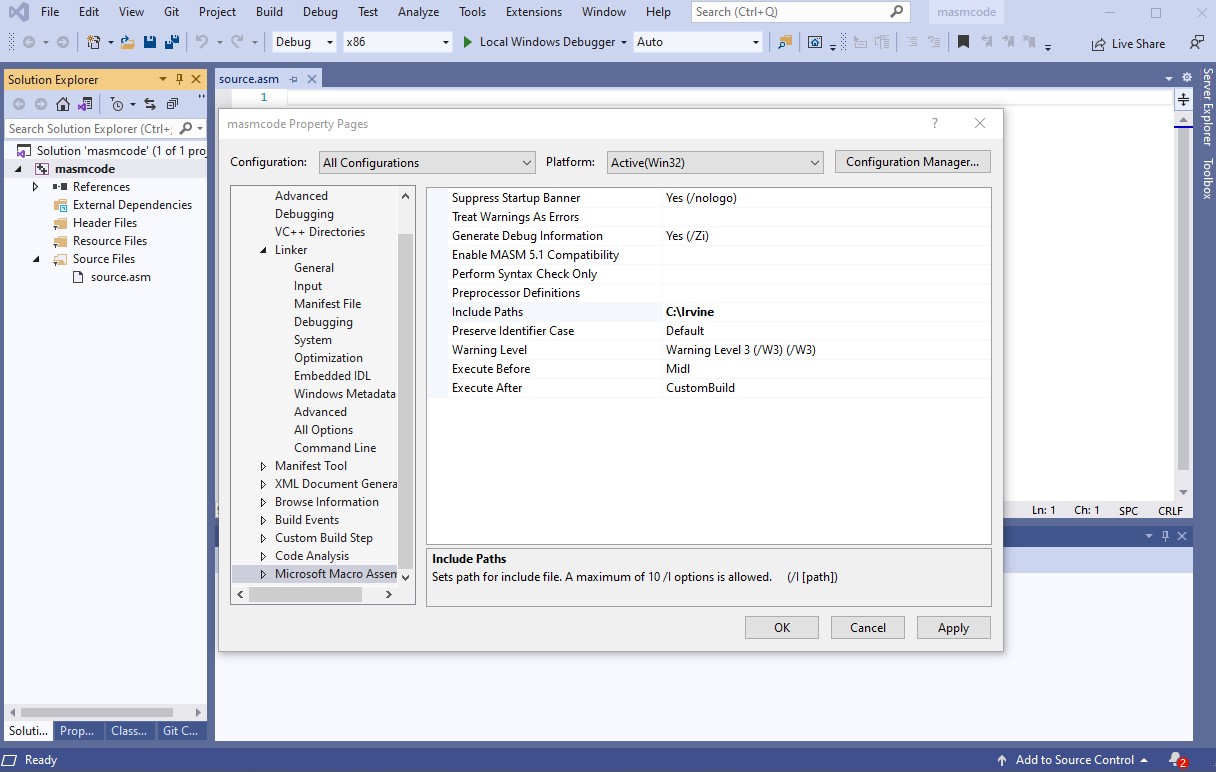 File Edit View Git Project Build Debug Test Analyze Tools Extensions Window Help Search (Ctrl+Q) masmcode
Debug x86 Local Windows Debugger Auto Live Share
Solution Explorer
Search Solution Explorer (Ctrl+;
Solution 'masmcode' (1 of 1 pro
masmcode
References
External Dependencies
Header Files
Resource Files
Source Files
source.asm
Soluti... Prop... Class... Git C...
source.asm
1
masmcode Property Pages ?
Configuration: All Configurations Platform: Active(Win32) Configuration Manager...
Advanced
Debugging
VC++ Directories
Linker
General
Input
Manifest File
Debugging
System
Optimization
Embedded IDL
Windows Metadata
Advanced
All Options
Command Line
Manifest Tool
XML Document Genera
Browse Information
Build Events
Custom Build Step
Code Analysis
Microsoft Macro Assem
Suppress Startup Banner Yes (/nologo)
Treat Warnings As Errors
Generate Debug Information Yes (/Zi)
Enable MASM 5.1 Compatibility
Perform Syntax Check Only
Preprocessor Definitions
Include Paths C:\Irvine
Preserve Identifier Case Default
Warning Level Warning Level 3 (/W3) (/W3)
Execute Before Midl
Execute After CustomBuild
Include Paths
Sets path for include file. A maximum of 10 /I options is allowed. (/I [path])
OK Cancel Apply
Ln: 1 Ch: 1 SPC CRLF
Server Explorer
Toolbox
Ready Add to Source Control 2